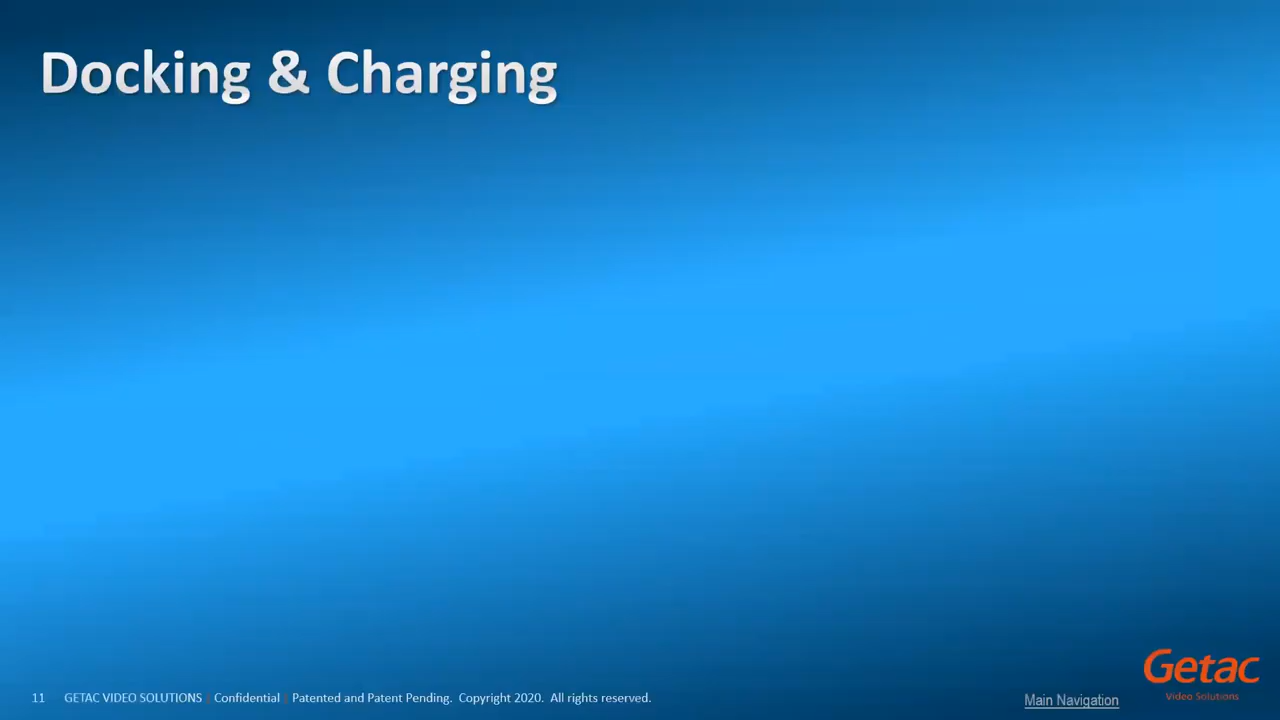 Docking & Charging
11 GETAC VIDEO SOLUTIONS | Confidential | Patented and Patent Pending. Copyright 2020. All rights reserved.
Main Navigation
Getac
Video Solutions